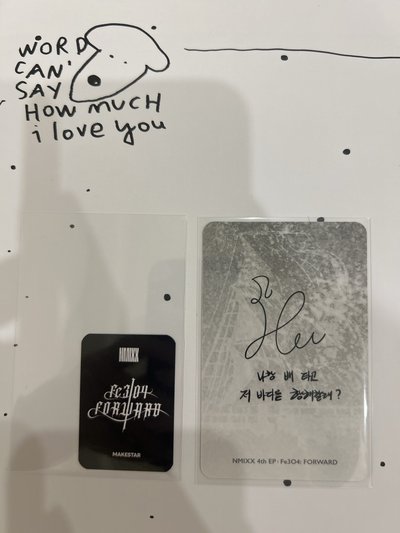 WORD
CAN'
SAY
HOW mUCH
i love you
NMIXX
Fe3O4
FORWARD
MAKESTAR
나랑 배 타고
저 바다를 항해할래?
NMIXX 4th EP · Fe3O4: FORWARD